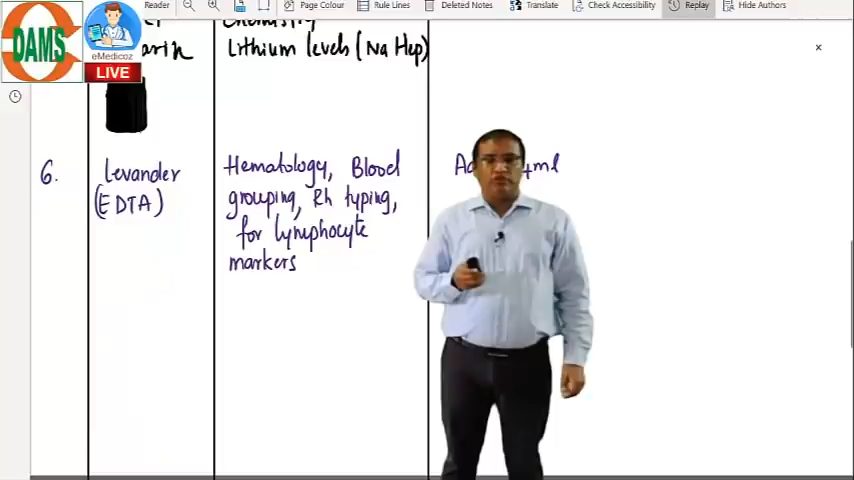 Page Colour
Rule Lines
Deleted Notes
Translate
Check Accessibility
Replay
Hide Authors
DAMS
eMedicoz
LIVE
Lithium levels (Na Hep)
6.
Levander
(EDTA)
Hematology, Blood
grouping, Rh typing,
for lymphocyte
markers
4ml